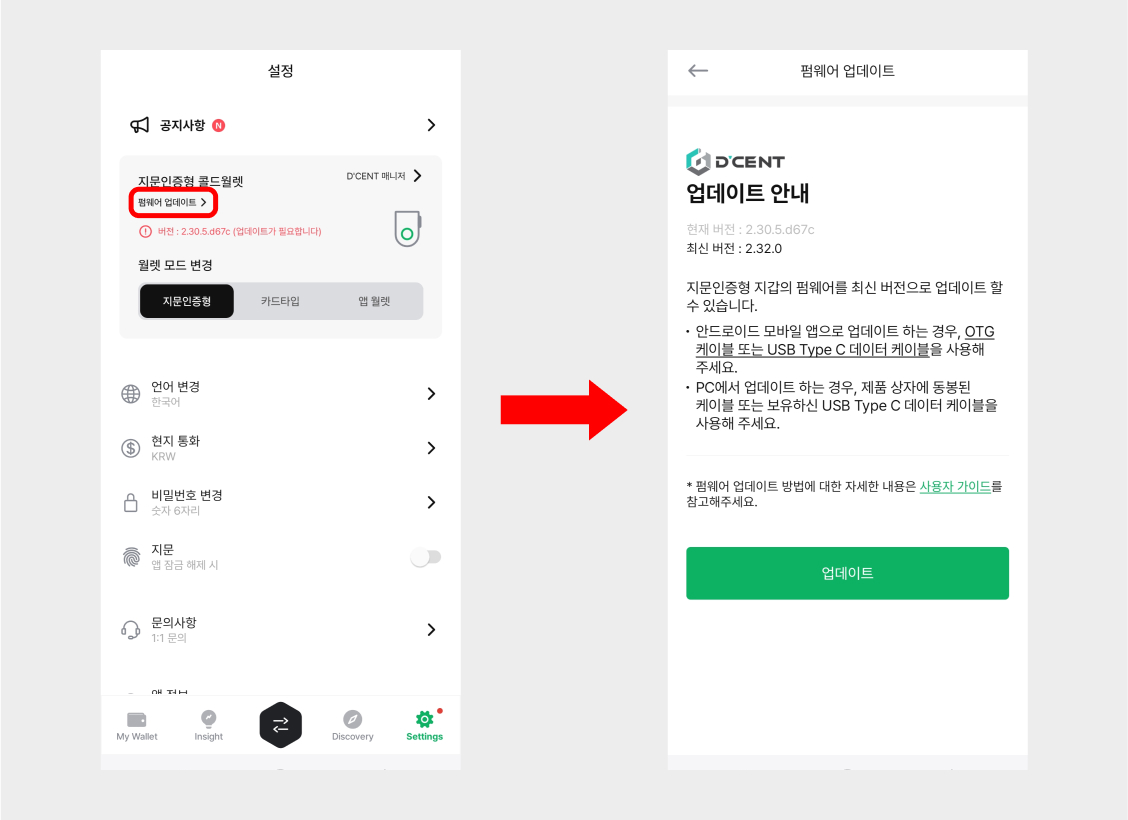 설정
공지사항 N
지문인증형 콜드월렛
D'CENT 매니저
펌웨어 업데이트
버전 : 2.30.5.d67c (업데이트가 필요합니다)
월렛 모드 변경
지문인증형 카드타입 앱 월렛
언어 변경
한국어
현지 통화
KRW
비밀번호 변경
숫자 6자리
지문
앱 잠금 해제 시
문의사항
1:1 문의
앱 정보
My Wallet Insight Discovery Settings
펌웨어 업데이트
D'CENT
업데이트 안내
현재 버전 : 2.30.5.d67c
최신 버전 : 2.32.0
지문인증형 지갑의 펌웨어를 최신 버전으로 업데이트 할
수 있습니다.
• 안드로이드 모바일 앱으로 업데이트 하는 경우, OTG
케이블 또는 USB Type C 데이터 케이블을 사용해
주세요.
• PC에서 업데이트 하는 경우, 제품 상자에 동봉된
케이블 또는 보유하신 USB Type C 데이터 케이블을
사용해 주세요.
* 펌웨어 업데이트 방법에 대한 자세한 내용은 사용자 가이드를
참고해주세요.
업데이트